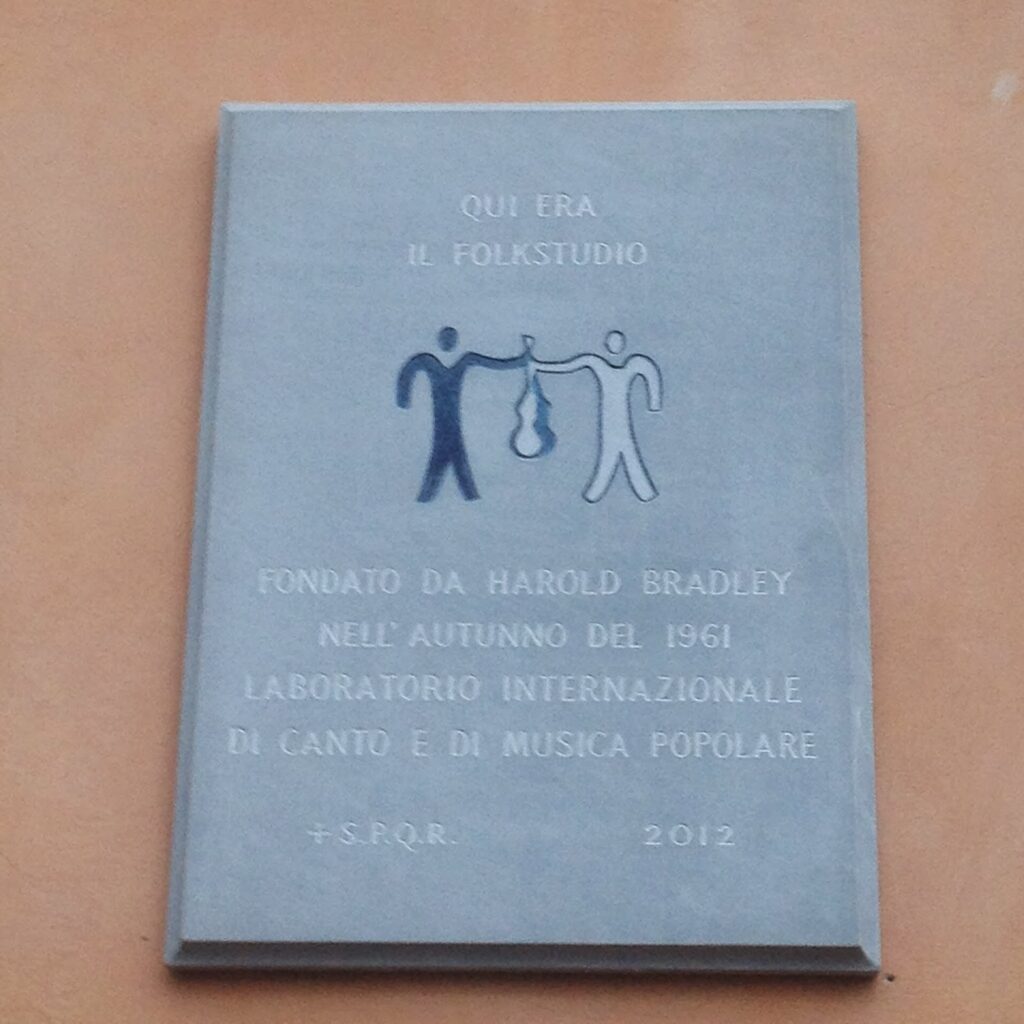 QUI ERA
IL FOLKSTUDIO
FONDATO DA HAROLD BRADLEY
NELL' AUTUNNO DEL 1961
LABORATORIO INTERNAZIONALE
DI CANTO E DI MUSICA POPOLARE
+ S.P.Q.R. 2012